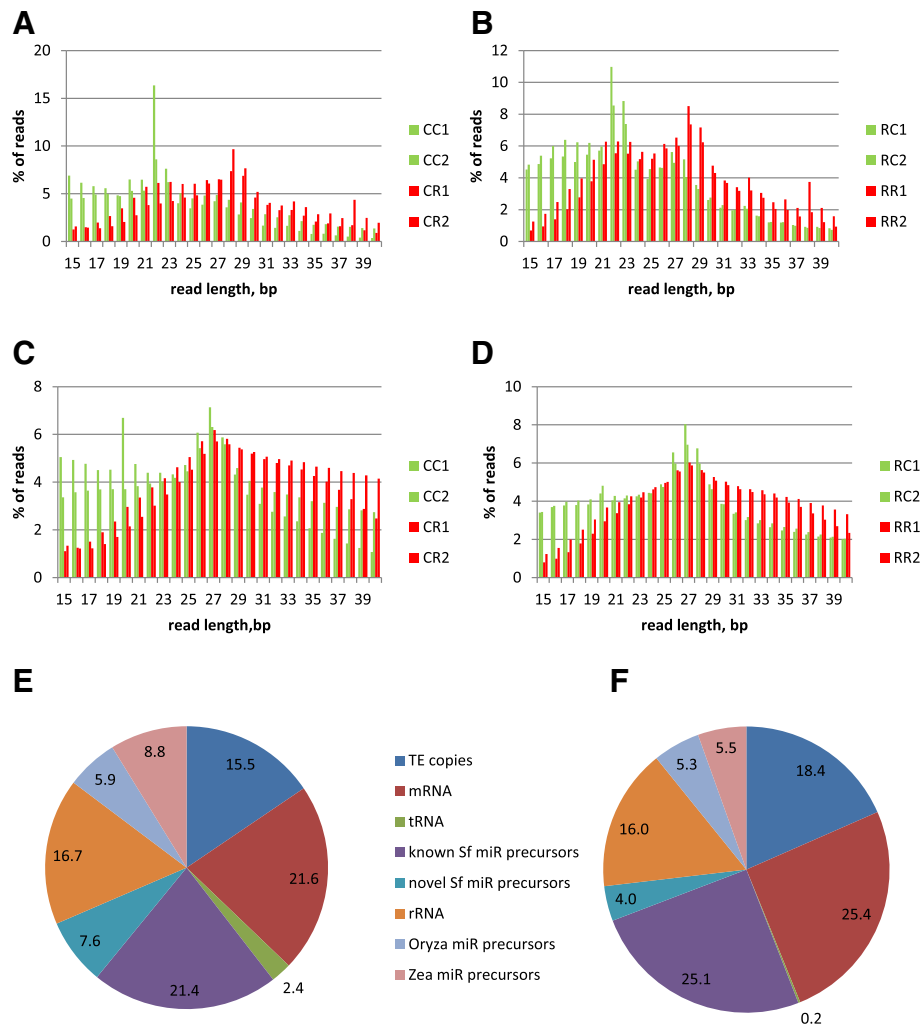 A
20
15
10
5
0
% of reads
15 17 19 21 23 25 27 29 31 33 35 37 39
read length, bp
CC1
CC2
CR1
CR2
B
12
10
8
6
4
2
0
% of reads
15 17 19 21 23 25 27 29 31 33 35 37 39
read length, bp
RC1
RC2
RR1
RR2
C
8
6
4
2
0
% of reads
15 17 19 21 23 25 27 29 31 33 35 37 39
read length,bp
CC1
CC2
CR1
CR2
D
10
8
6
4
2
0
% of reads
15 17 19 21 23 25 27 29 31 33 35 37 39
read length, bp
RC1
RC2
RR1
RR2
E
15.5
21.6
2.4
21.4
7.6
16.7
5.9
8.8
TE copies
mRNA
tRNA
known Sf miR precursors
novel Sf miR precursors
rRNA
Oryza miR precursors
Zea miR precursors
F
18.4
25.4
0.2
25.1
4.0
16.0
5.3
5.5